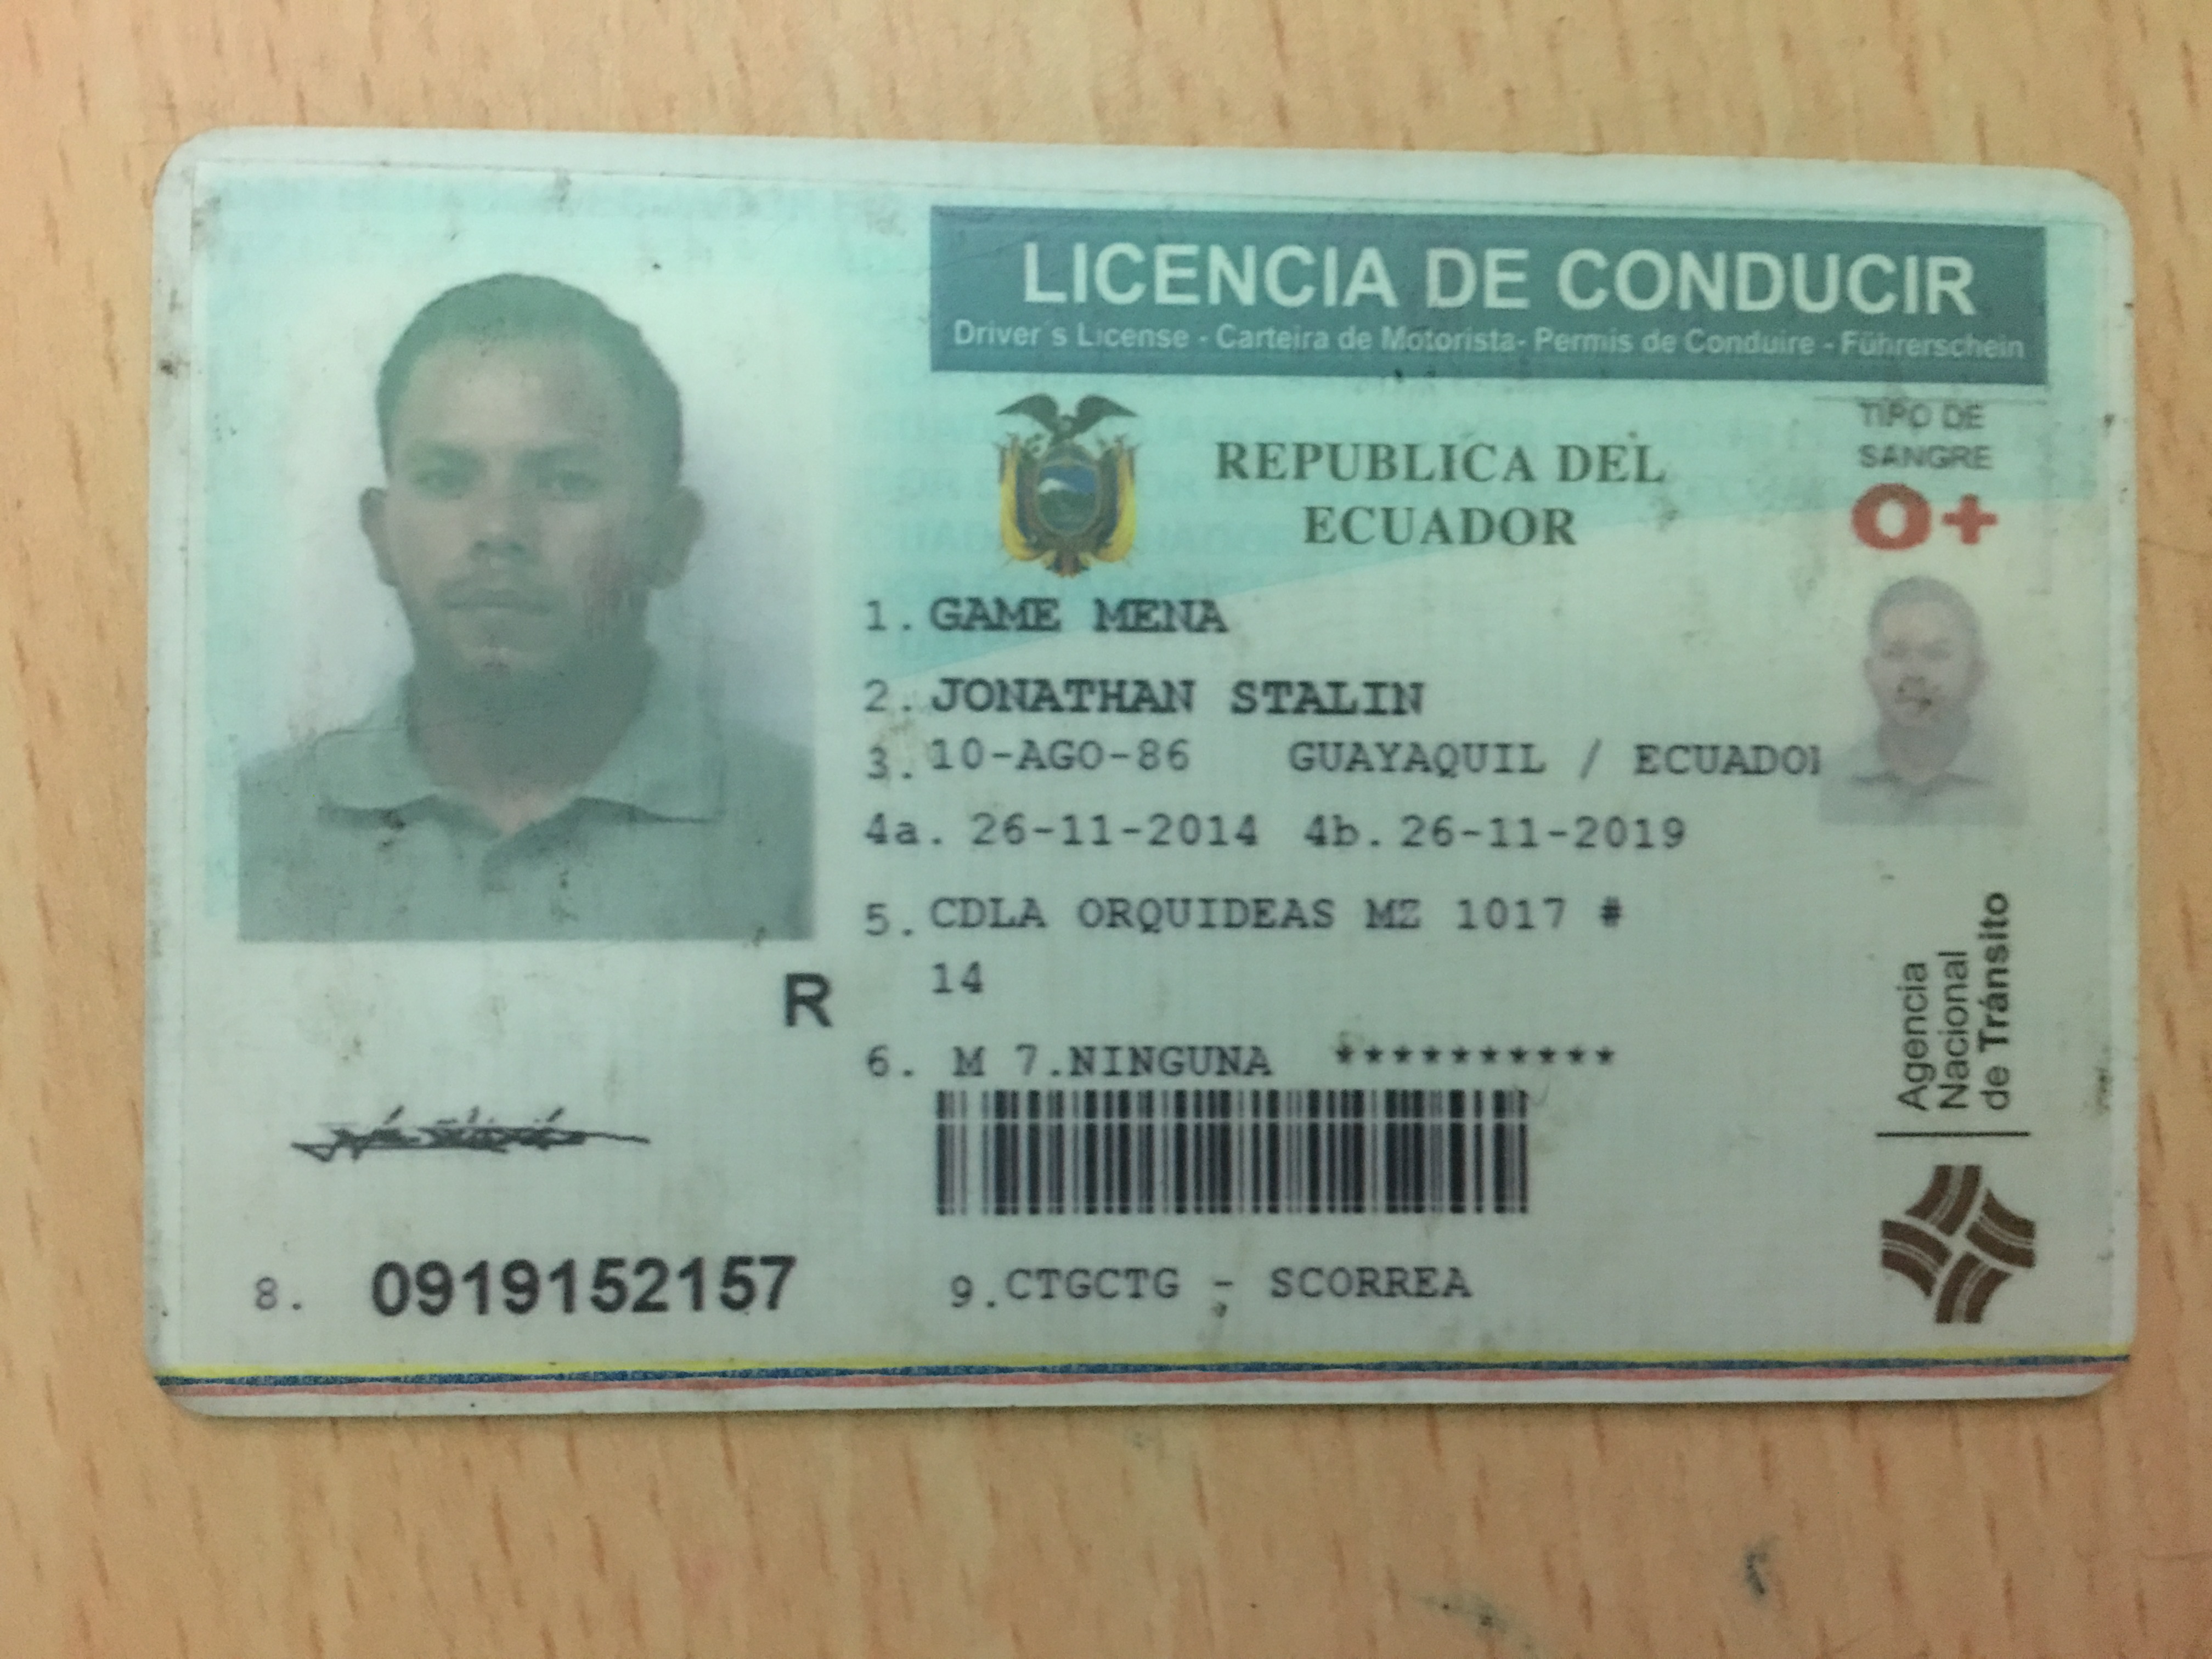 LICENCIA DE CONDUCIR
Driver's License - Carteira de Motorista- Permis de Conduire - Führerschein
REPUBLICA DEL
ECUADOR
TIPO DE
SANGRE
O+
1.GAME MENA
2.JONATHAN STALIN
3.10-AGO-86 GUAYAQUIL / ECUADOI
4a. 26-11-2014 4b. 26-11-2019
5.CDLA ORQUIDEAS MZ 1017 #
14
R
6. M 7.NINGUNA **********
8. 0919152157
9.CTGCTG - SCORREA
Agencia
Nacional
de Tránsito